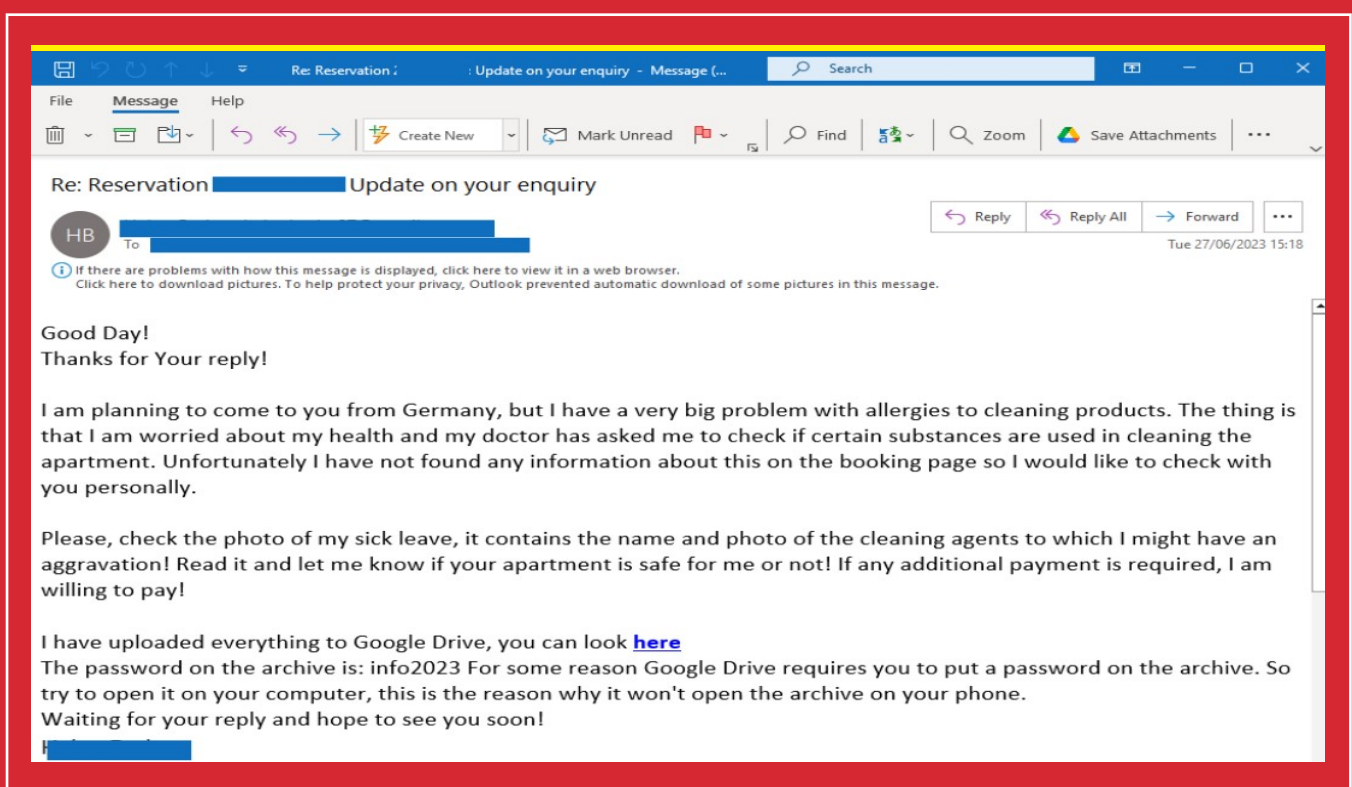 Re: Reservation : Update on your enquiry - Message (... Search
File Message Help
Create New Mark Unread Find Zoom Save Attachments ...
Re: Reservation Update on your enquiry
Reply Reply All Forward ...
HB
To
Tue 27/06/2023 15:18
If there are problems with how this message is displayed, click here to view it in a web browser.
Click here to download pictures. To help protect your privacy, Outlook prevented automatic download of some pictures in this message.
Good Day!
Thanks for Your reply!
I am planning to come to you from Germany, but I have a very big problem with allergies to cleaning products. The thing is
that I am worried about my health and my doctor has asked me to check if certain substances are used in cleaning the
apartment. Unfortunately I have not found any information about this on the booking page so I would like to check with
you personally.
Please, check the photo of my sick leave, it contains the name and photo of the cleaning agents to which I might have an
aggravation! Read it and let me know if your apartment is safe for me or not! If any additional payment is required, I am
willing to pay!
I have uploaded everything to Google Drive, you can look here
The password on the archive is: info2023 For some reason Google Drive requires you to put a password on the archive. So
try to open it on your computer, this is the reason why it won't open the archive on your phone.
Waiting for your reply and hope to see you soon!